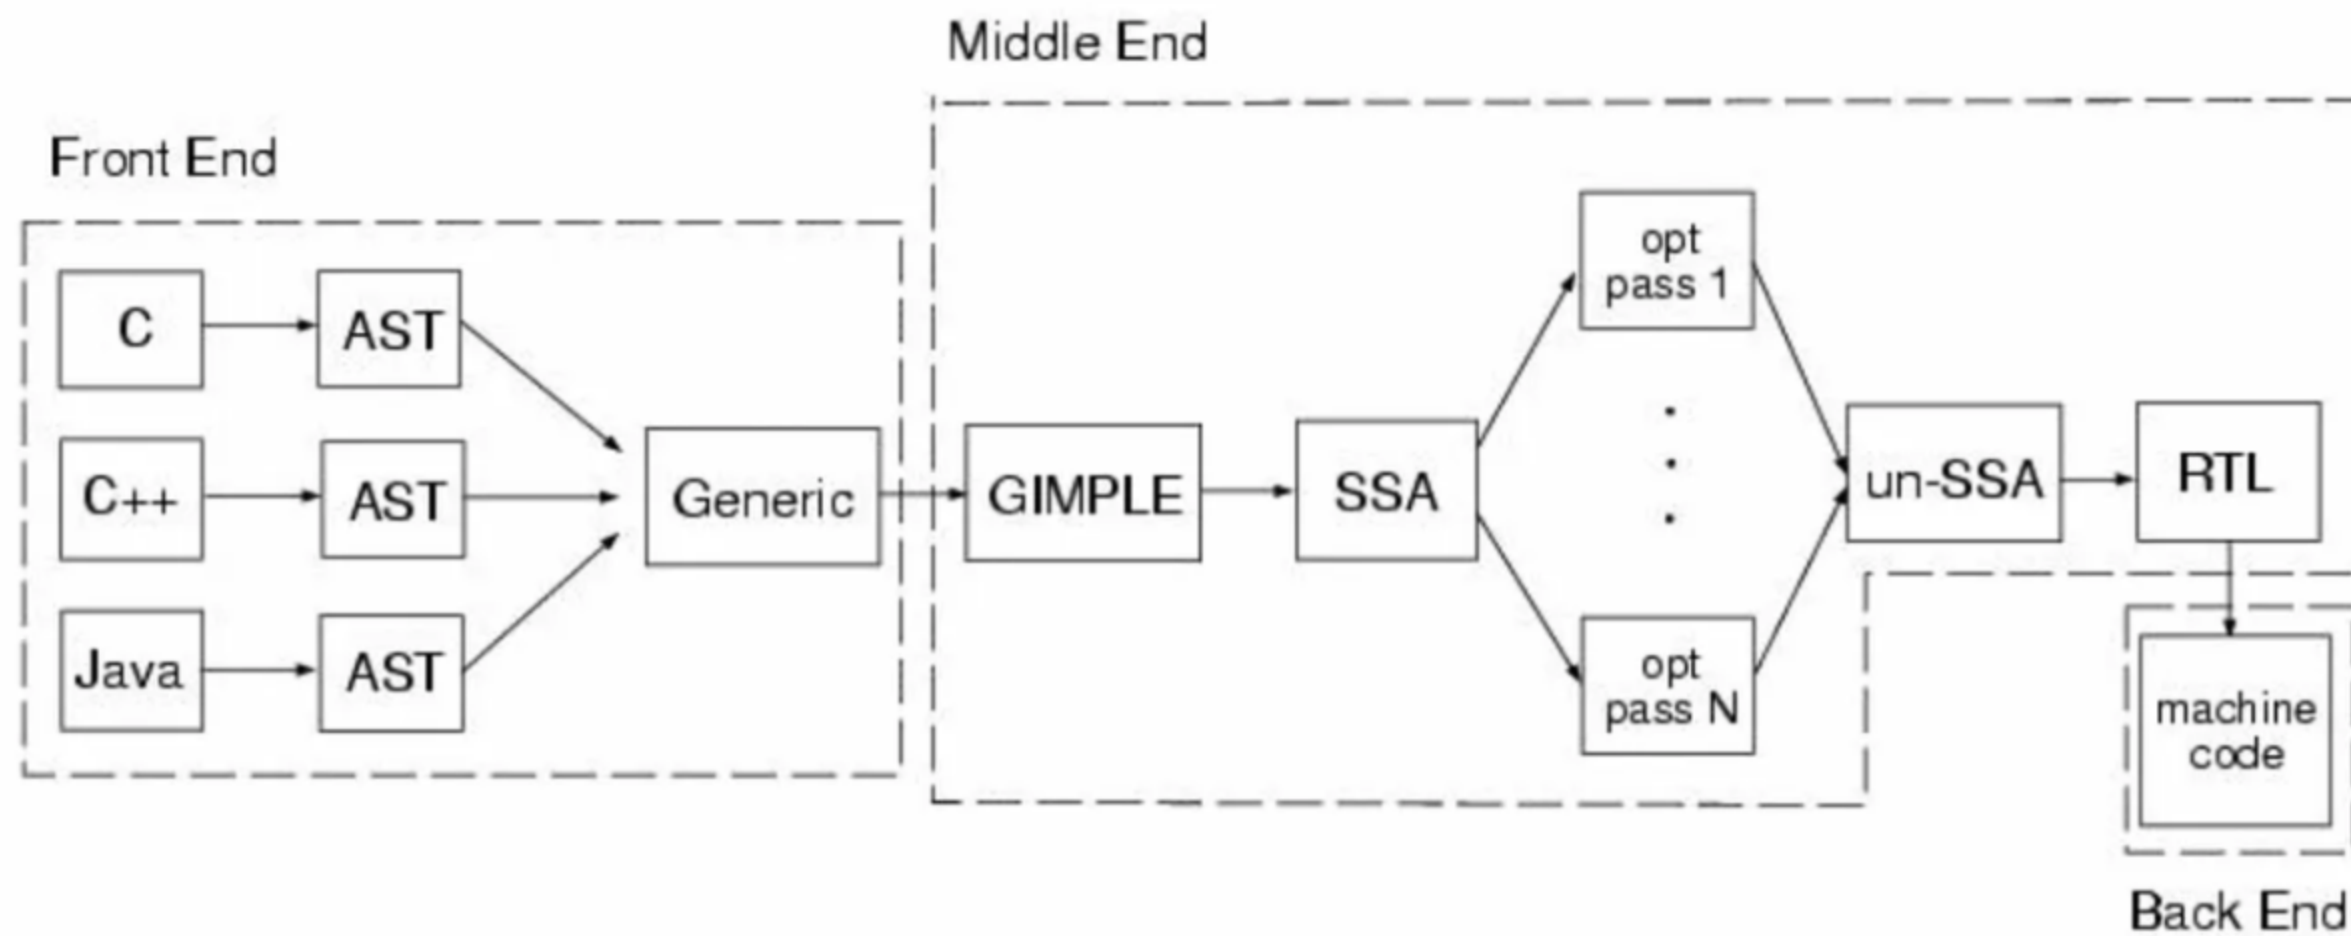 Middle End
Front End
C
AST
C++
AST
Java
AST
Generic
GIMPLE
SSA
opt
pass 1
opt
pass N
un-SSA
RTL
machine
code
Back End